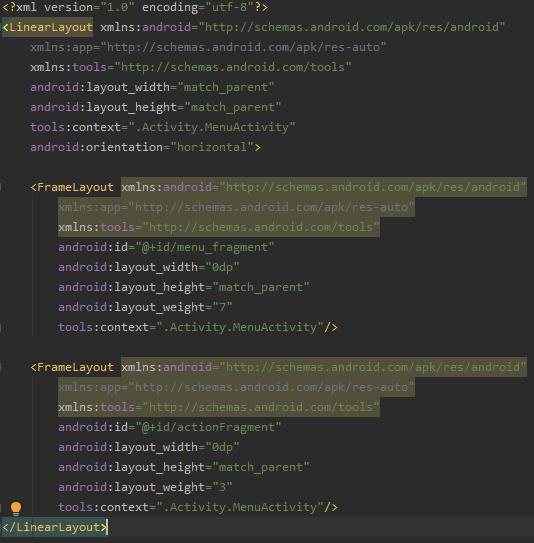 <?xml version="1.0" encoding="utf-8"?>
<LinearLayout xmlns:android="http://schemas.android.com/apk/res/android"
    xmlns:app="http://schemas.android.com/apk/res-auto"
    xmlns:tools="http://schemas.android.com/tools"
    android:layout_width="match_parent"
    android:layout_height="match_parent"
    tools:context=".Activity.MenuActivity"
    android:orientation="horizontal">

    <FrameLayout xmlns:android="http://schemas.android.com/apk/res/android"
        xmlns:app="http://schemas.android.com/apk/res-auto"
        xmlns:tools="http://schemas.android.com/tools"
        android:id="@+id/menu_fragment"
        android:layout_width="0dp"
        android:layout_height="match_parent"
        android:layout_weight="7"
        tools:context=".Activity.MenuActivity"/>

    <FrameLayout xmlns:android="http://schemas.android.com/apk/res/android"
        xmlns:app="http://schemas.android.com/apk/res-auto"
        xmlns:tools="http://schemas.android.com/tools"
        android:id="@+id/actionFragment"
        android:layout_width="0dp"
        android:layout_height="match_parent"
        android:layout_weight="3"
        tools:context=".Activity.MenuActivity"/>
</LinearLayout>